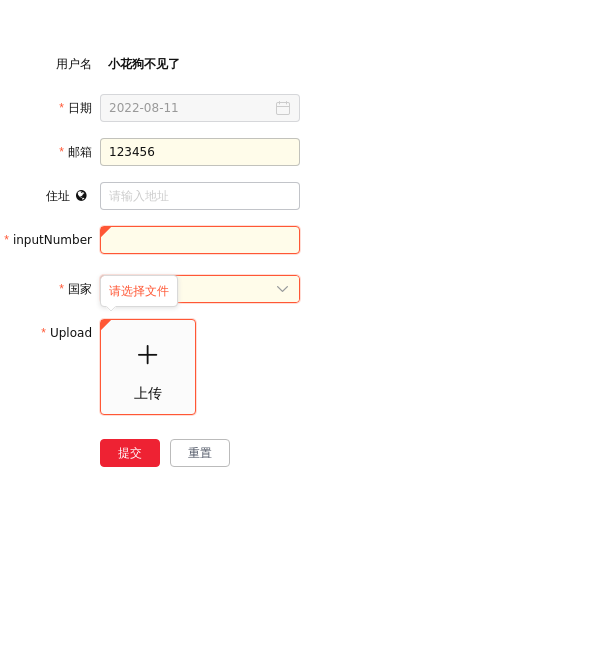 用户名 小花狗不见了
* 日期 2022-08-11
* 邮箱 123456
住址 请输入地址
* inputNumber
* 国家 请选择文件
* Upload
上传
提交 重置